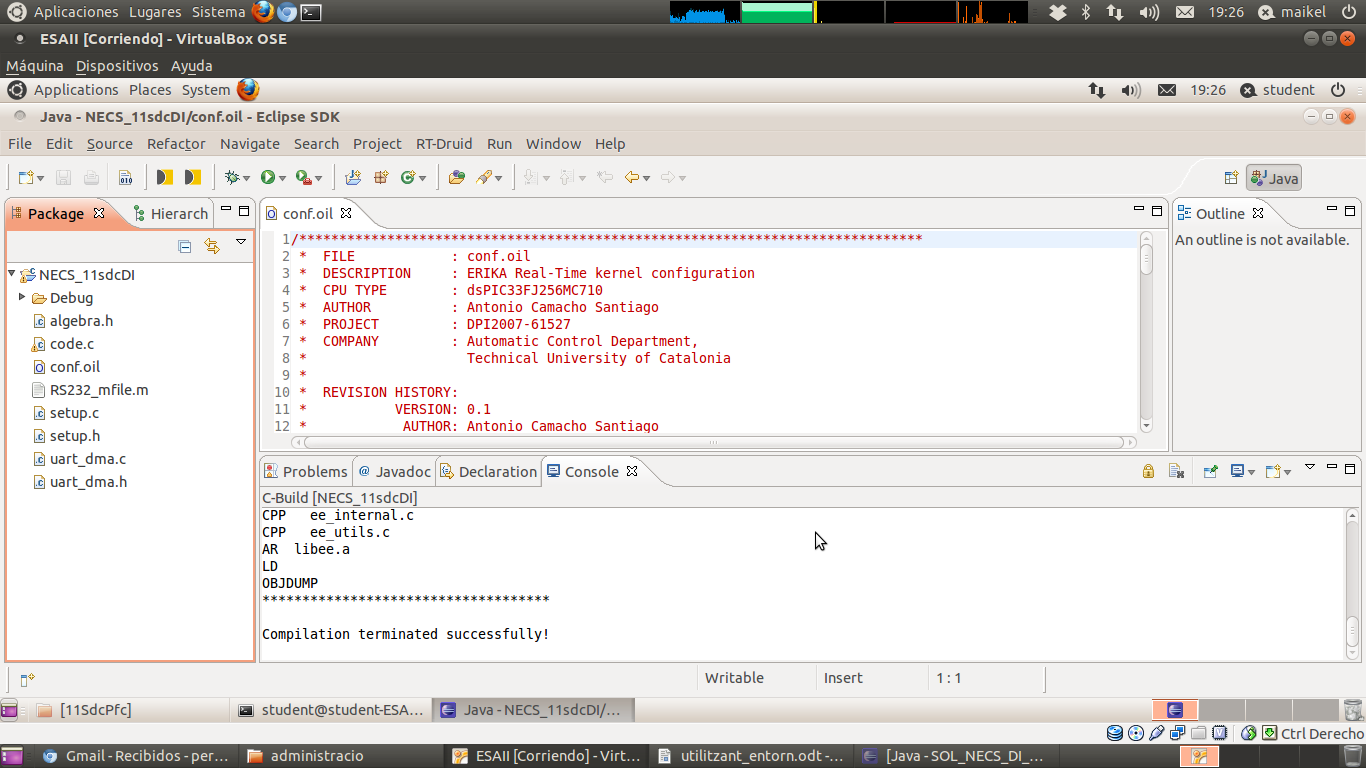 Aplicaciones Lugares Sistema 19:26 maikel
ESAII [Corriendo] - VirtualBox OSE
Máquina Dispositivos Ayuda
Applications Places System 19:26 student
Java - NECS_11sdcDI/conf.oil - Eclipse SDK
File Edit Source Refactor Navigate Search Project RT-Druid Run Window Help
010 Java
Package Hierarch
NECS_11sdcDI
Debug
algebra.h
code.c
conf.oil
RS232_mfile.m
setup.c
setup.h
uart_dma.c
uart_dma.h
conf.oil
1 /******************************************************************************
2 * FILE : conf.oil
3 * DESCRIPTION : ERIKA Real-Time kernel configuration
4 * CPU TYPE : dsPIC33FJ256MC710
5 * AUTHOR : Antonio Camacho Santiago
6 * PROJECT : DPI2007-61527
7 * COMPANY : Automatic Control Department,
8 * Technical University of Catalonia
9 *
10 * REVISION HISTORY:
11 * VERSION: 0.1
12 * AUTHOR: Antonio Camacho Santiago
Outline
An outline is not available.
Problems Javadoc Declaration Console
C-Build [NECS_11sdcDI]
CPP ee_internal.c
CPP ee_utils.c
AR libee.a
LD
OBJDUMP
************************************
Compilation terminated successfully!
Writable Insert 1 : 1
[11SdcPfc] student@student-ESA... Java - NECS_11sdcDI/...
Ctrl Derecho
Gmail - Recibidos - per... administracio ESAII [Corriendo] - Virt... utilitzant_entorn.odt -... [Java - SOL_NECS_DI_...